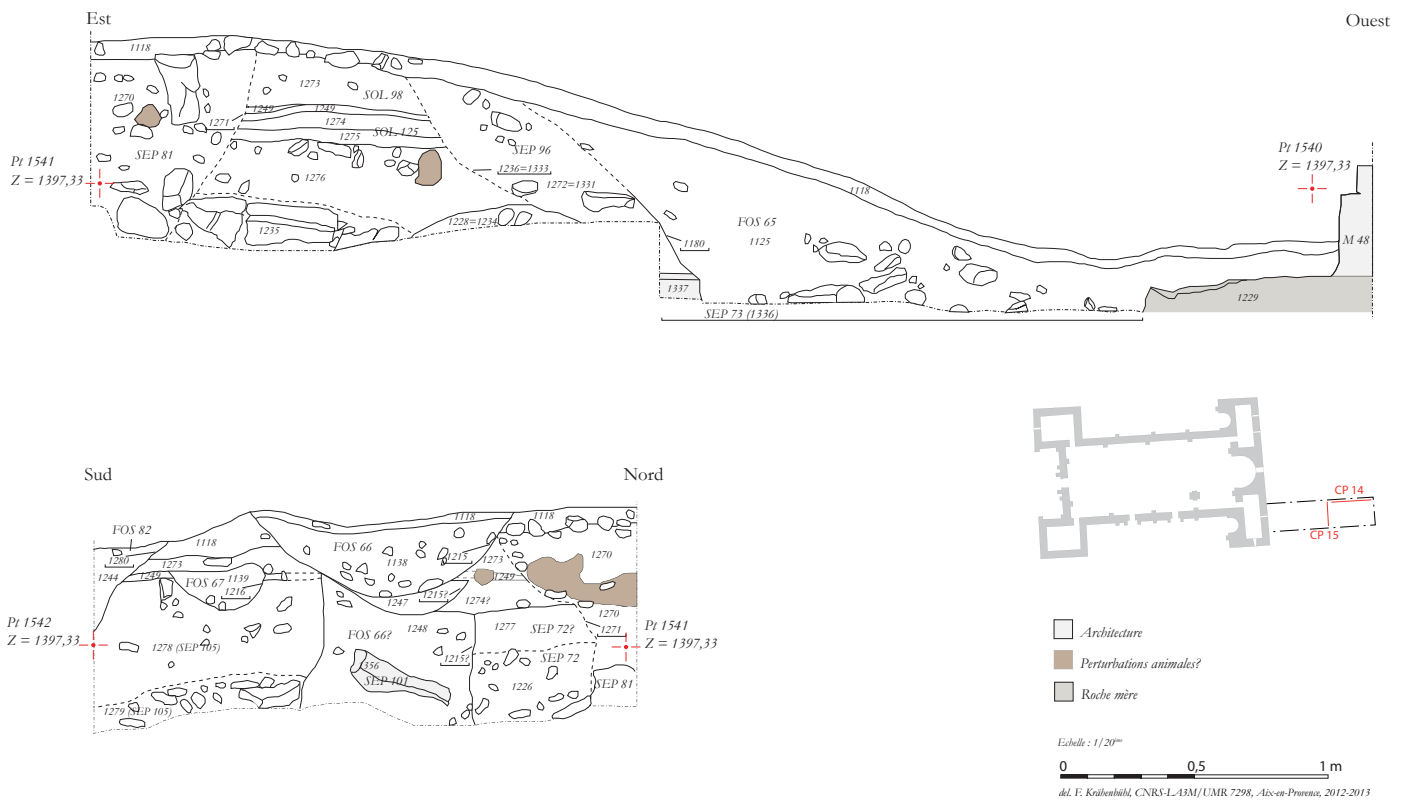 Est
Ouest
1118
1273
SOL 98
1270
1249
1249
1271
1274
SOL 125
1275
SEP 81
SEP 96
Pt 1541
Z = 1397,33
1276
1236=1333
1272=1331
1118
Pt 1540
Z = 1397,33
1228=1234
1235
FOS 65
1125
1180
M 48
1337
1229
SEP 73 (1336)
Sud
Nord
FOS 82
1118
1118
1118
FOS 66
1280
1273
1138
1215
1273
1270
1244
1249
FOS 67
1139
1216
1249
1247
1215?
1274?
1270
Pt 1542
Z = 1397,33
FOS 66?
1248
1277
SEP 72?
1271
Pt 1541
Z = 1397,33
1278 (SEP 105)
1215?
SEP 72
1356
SEP 101
1226
SEP 81
1279 (SEP 105)
CP 14
CP 15
Architecture
Perturbations animales?
Roche mère
Echelle : 1/20ème
0 0,5 1 m
del. F. Krähenbühl, CNRS-LA3M/UMR 7298, Aix-en-Provence, 2012-2013